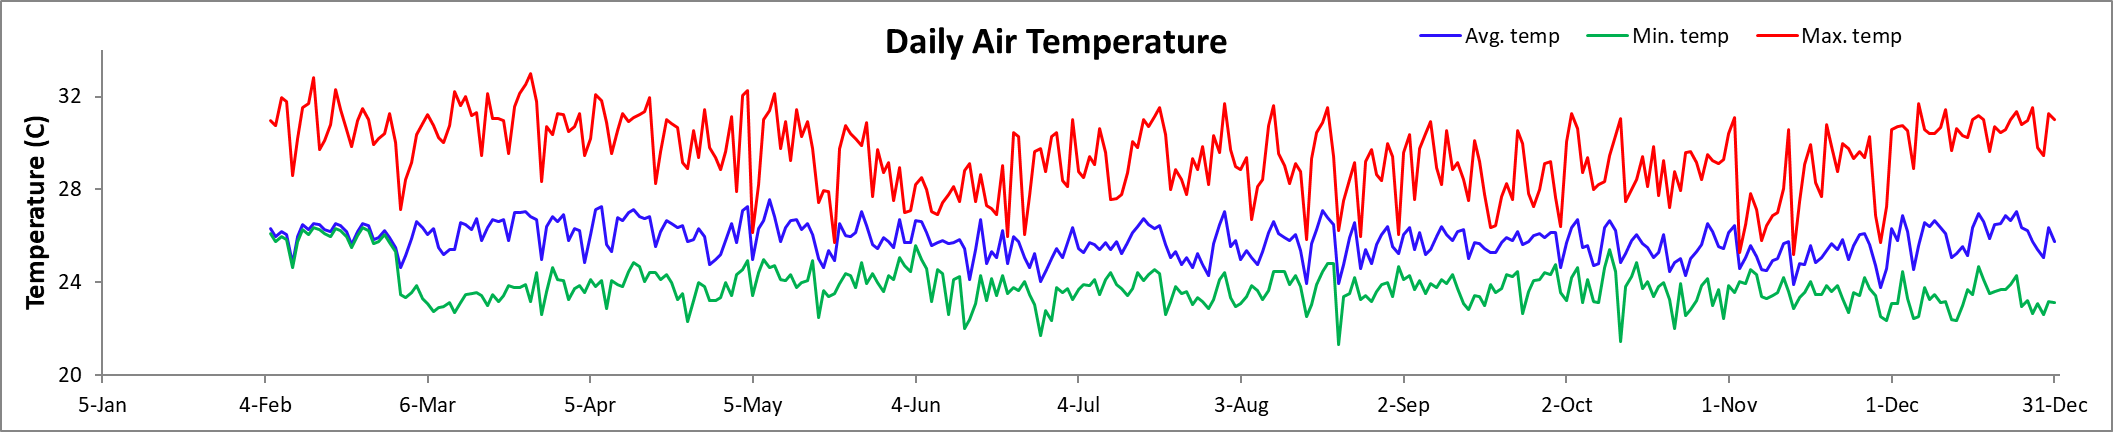 Daily Air Temperature
Avg. temp Min. temp Max. temp
Temperature (C)
32
28
24
20
5-Jan 4-Feb 6-Mar 5-Apr 5-May 4-Jun 4-Jul 3-Aug 2-Sep 2-Oct 1-Nov 1-Dec 31-Dec